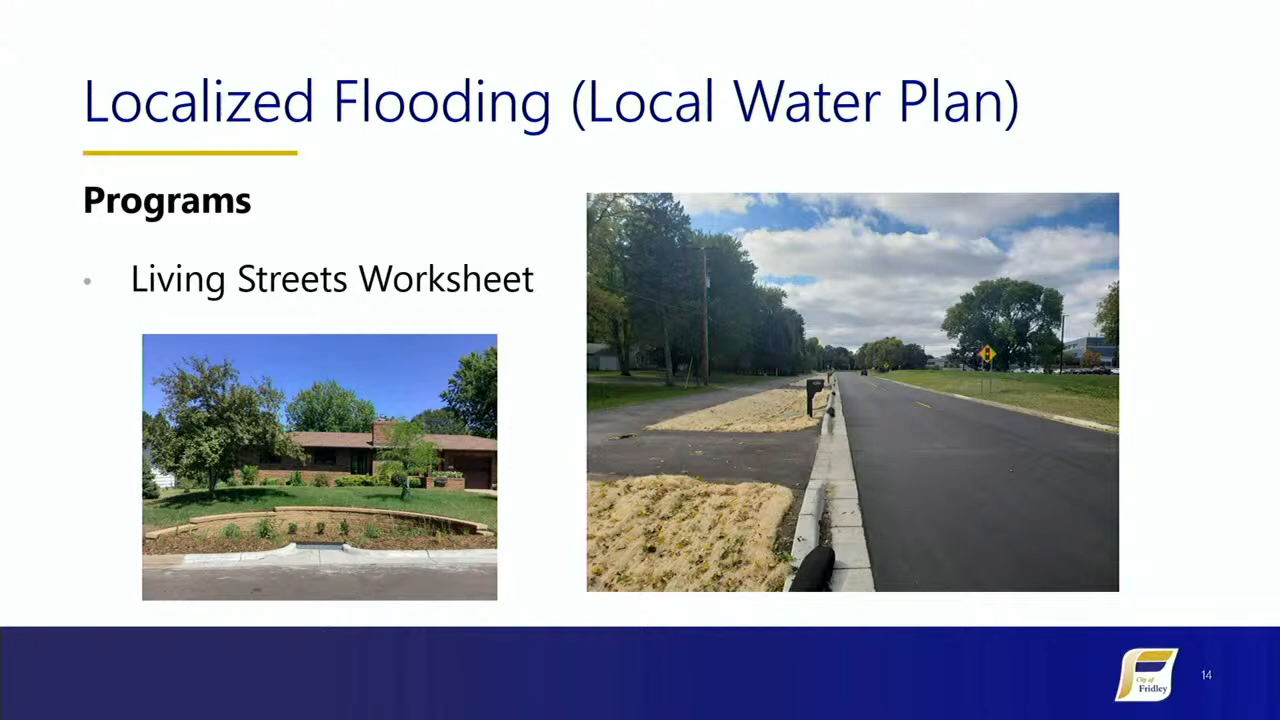 Localized Flooding (Local Water Plan)
Programs
• Living Streets Worksheet
City of
Fridley
14